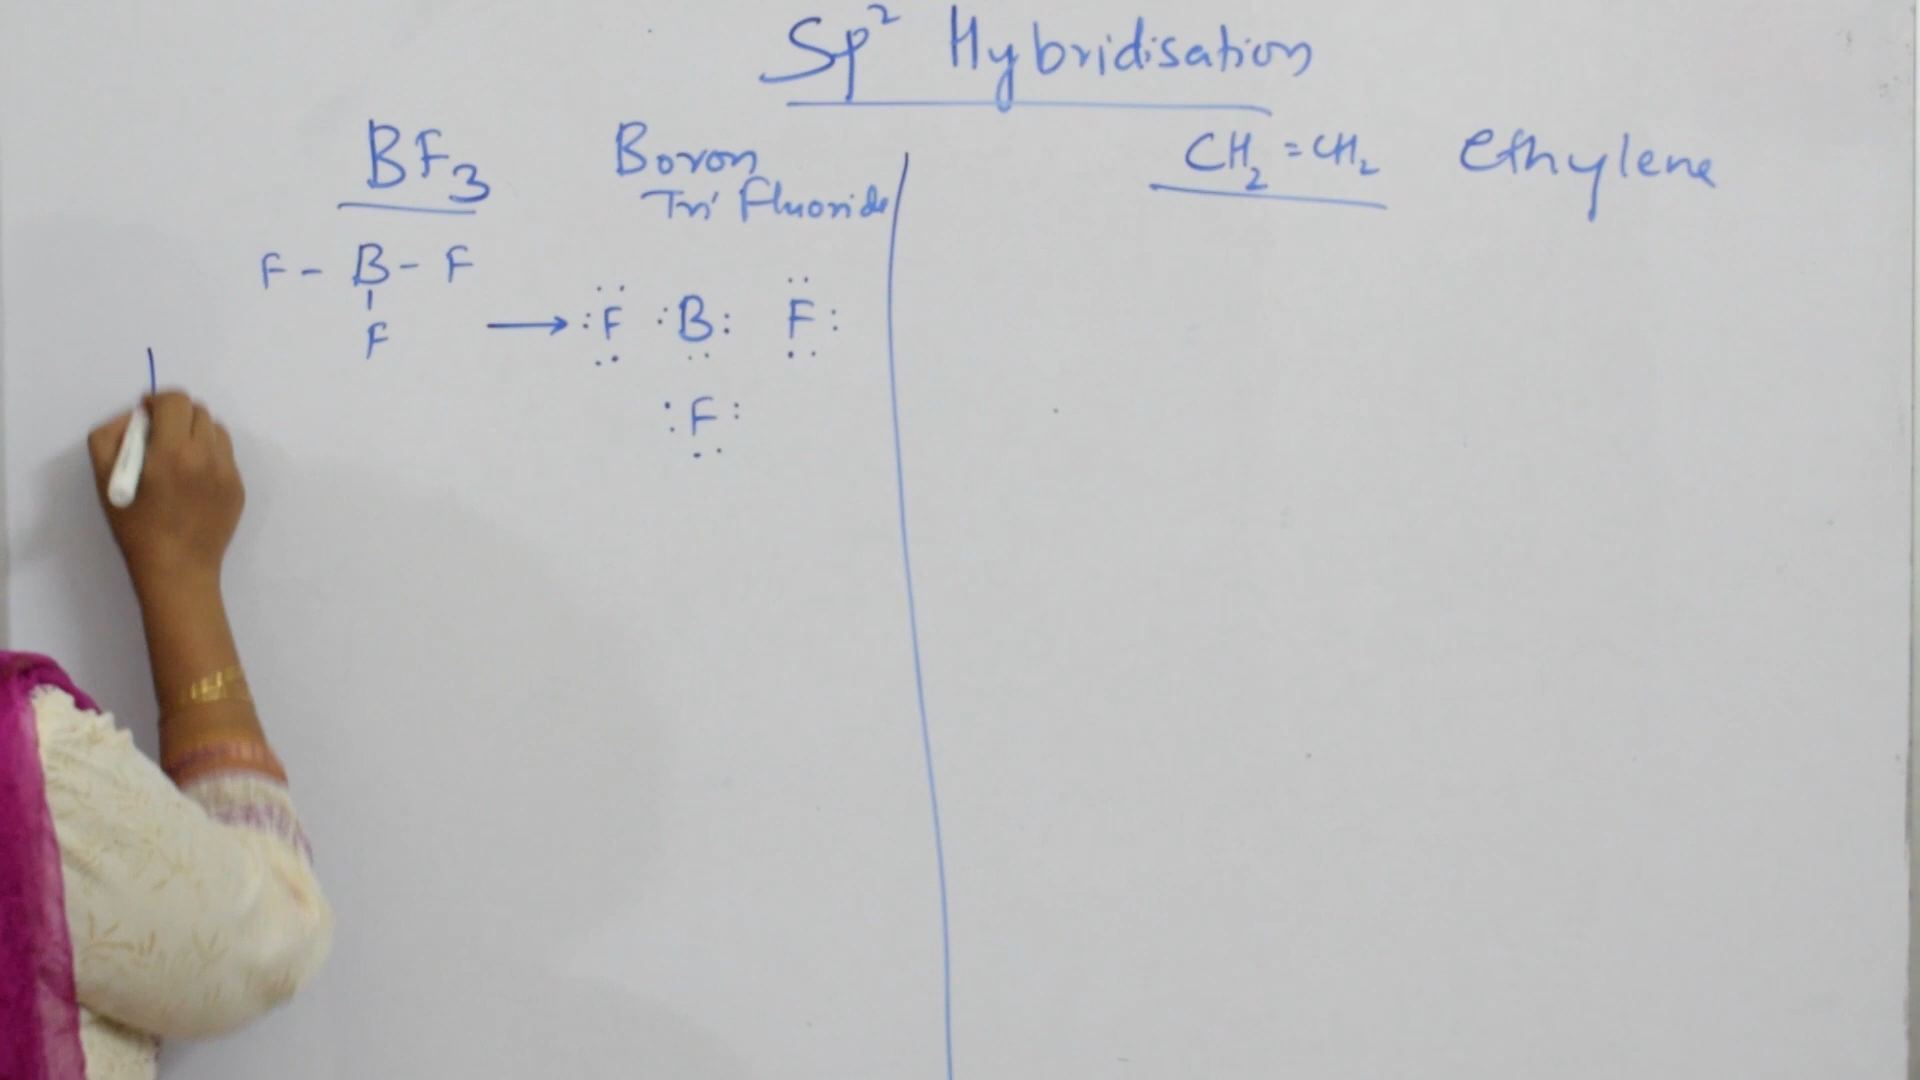 Sp² Hybridisation
BF₃ Boron
Tri Fluoride
F - B - F
F
→ :F :B: F:
:F:
CH₂ = CH₂ Ethylene